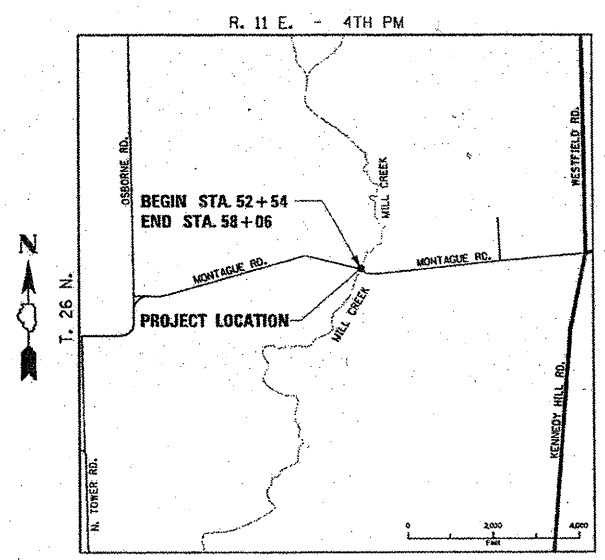 R. 11 E. - 4TH PM
OSBORNE RD.
WESTFIELD RD.
MILL CREEK
BEGIN STA. 52+54
END STA. 58+06
N
T. 26 N.
MONTAGUE RD.
MONTAGUE RD.
PROJECT LOCATION
MILL CREEK
KENNEDY HILL RD.
N. TOWER RD.
0 2,000 4,000
Feet